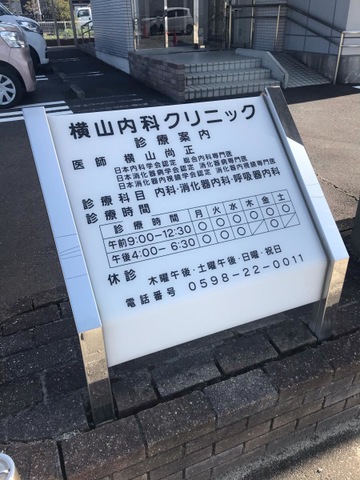 横山内科クリニック
診療案内
医師 横山尚正
日本内科学会認定 総合内科専門医
日本消化器病学会認定 消化器病専門医
日本消化器内視鏡学会認定 消化器内視鏡専門医
診療科目 内科・消化器内科・呼吸器内科
診療時間
診療時間 月 火 水 木 金 土
午前9:00-12:30 ○ ○ ○ ○ ○ ○
午後4:00-6:30 ○ ○ ○ ／ ○ ／
休診 木曜午後・土曜午後・日曜・祝日
電話番号 0598-22-0011